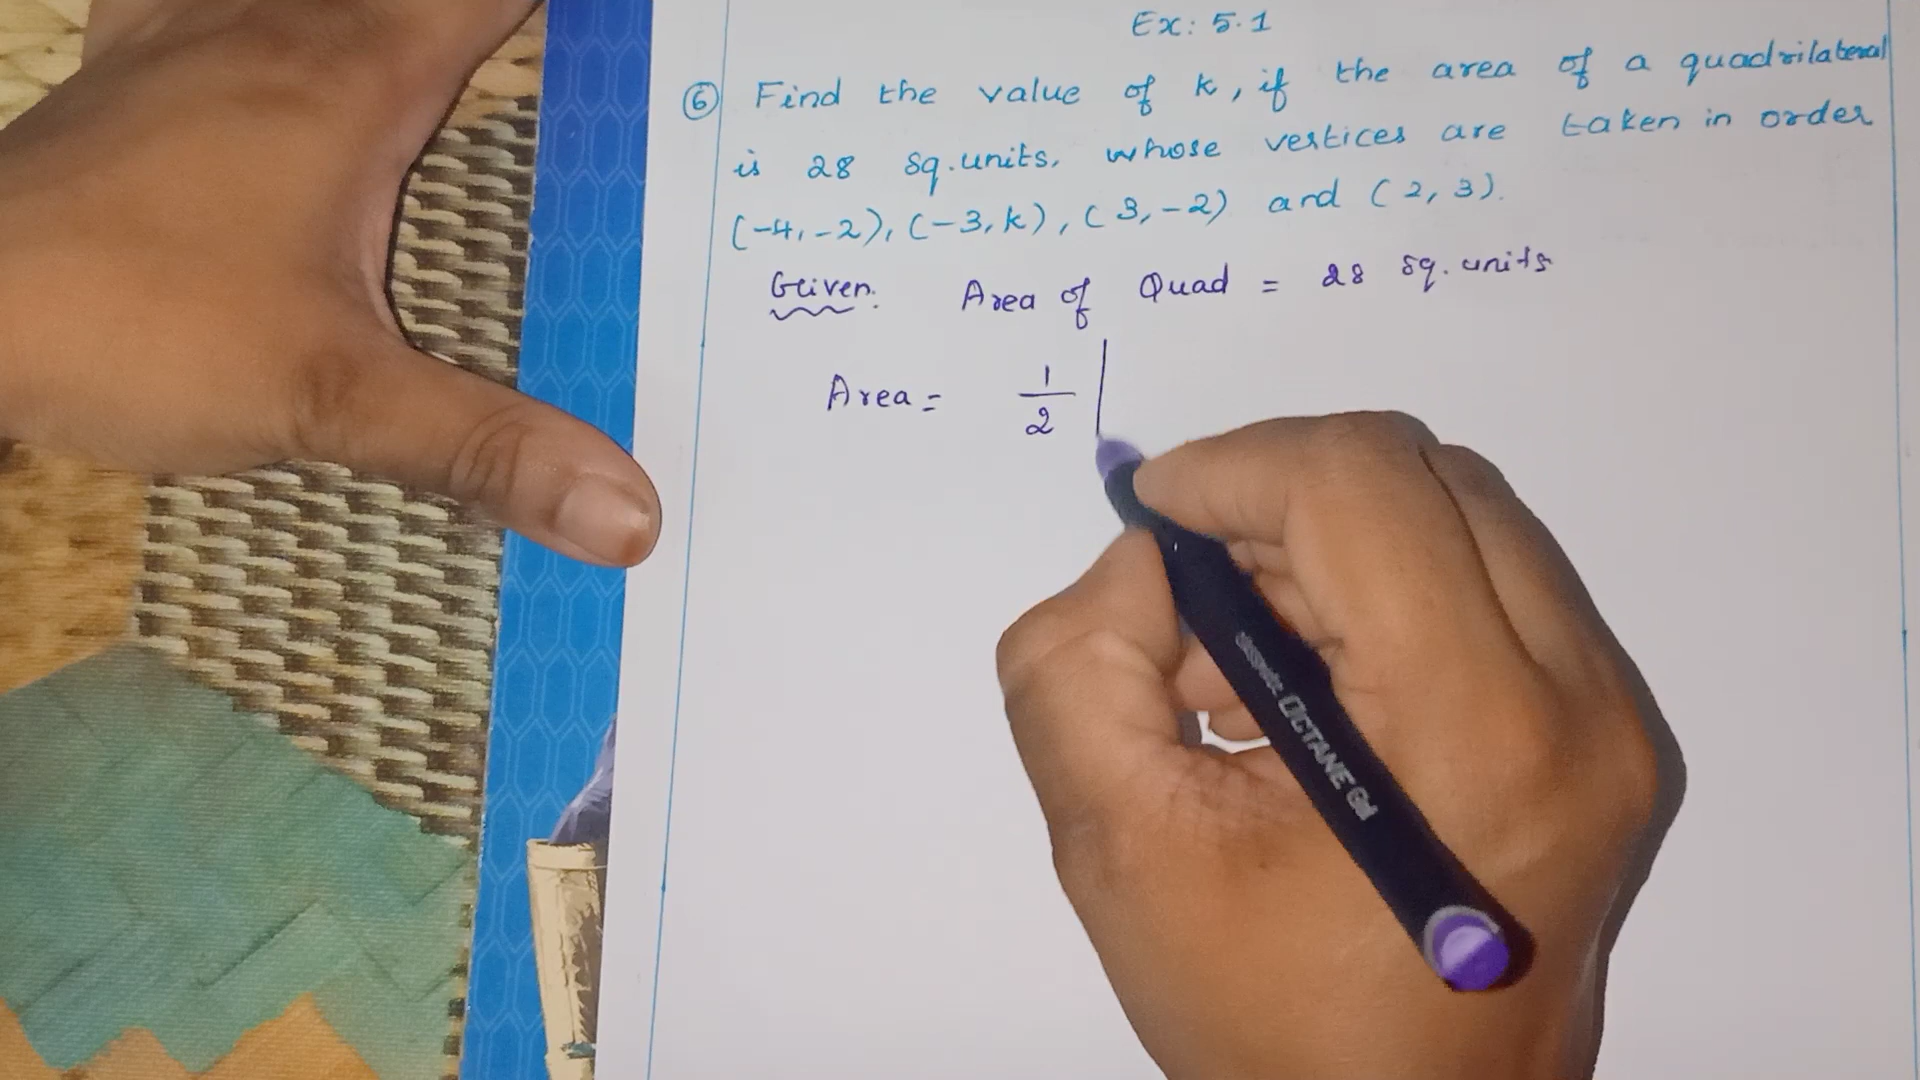 Ex: 5.1
⑥ Find the value of k, if the area of a quadrilateral
is 28 sq.units, whose vertices are taken in order
(-4,-2), (-3,k), (3,-2) and (2,3).
Given. Area of Quad = 28 sq. units
Area = 1/2 |
OCTANE Gel